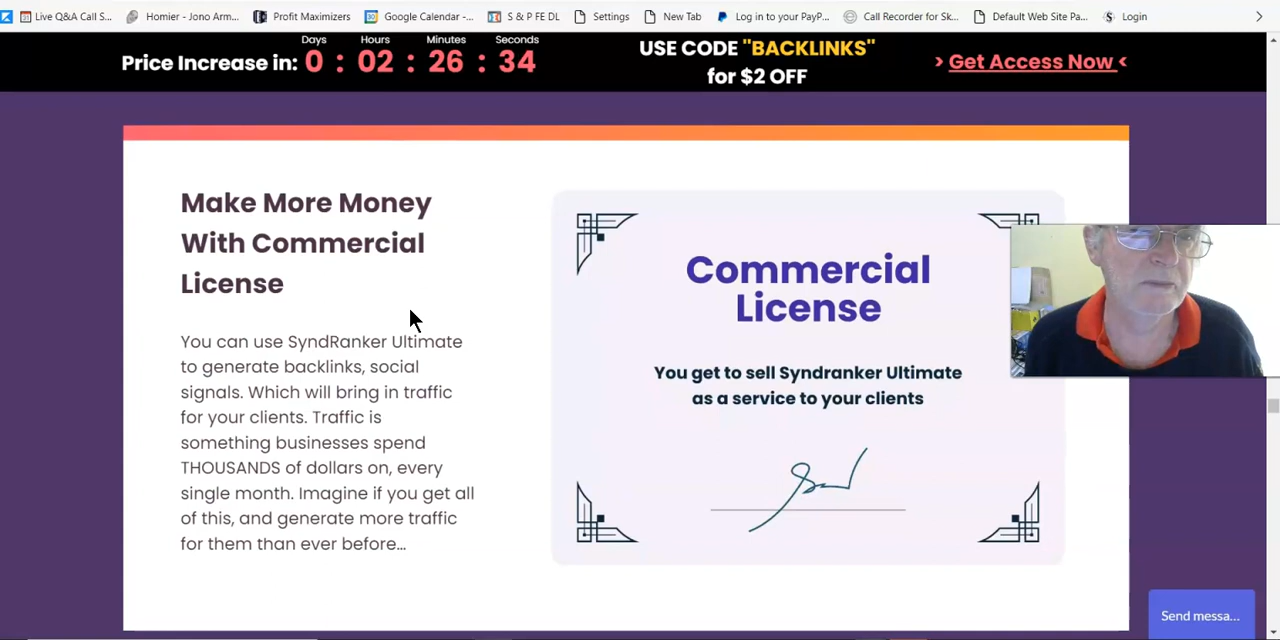 Live Q&A Call S...
Homier - Jono Arm...
Profit Maximizers
Google Calendar -...
S & P FE DL
Settings
New Tab
Log in to your PayP...
Call Recorder for Sk...
Default Web Site Pa...
Login
Price Increase in:
Days Hours Minutes Seconds
0 : 02 : 26 : 34
USE CODE "BACKLINKS"
for $2 OFF
> Get Access Now <
Make More Money
With Commercial
License
You can use SyndRanker Ultimate
to generate backlinks, social
signals. Which will bring in traffic
for your clients. Traffic is
something businesses spend
THOUSANDS of dollars on, every
single month. Imagine if you get all
of this, and generate more traffic
for them than ever before...
Commercial
License
You get to sell Syndranker Ultimate
as a service to your clients
Send messa...